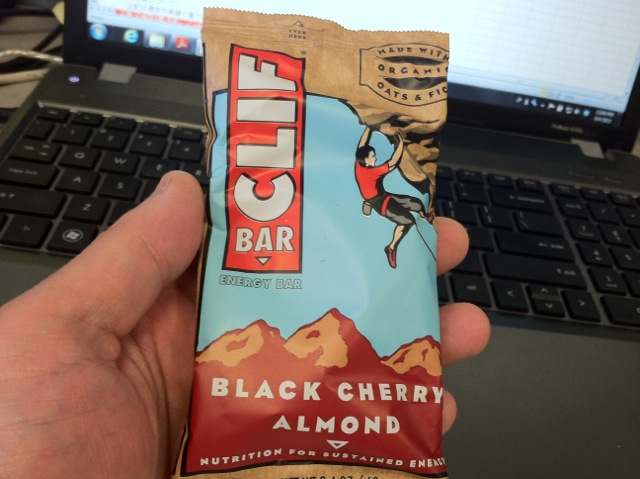 TEAR
HERE
MADE WITH
ORGANIC
OATS & FIG
CLIF
BAR
ENERGY BAR
BLACK CHERRY
ALMOND
NUTRITION FOR SUSTAINED ENERGY